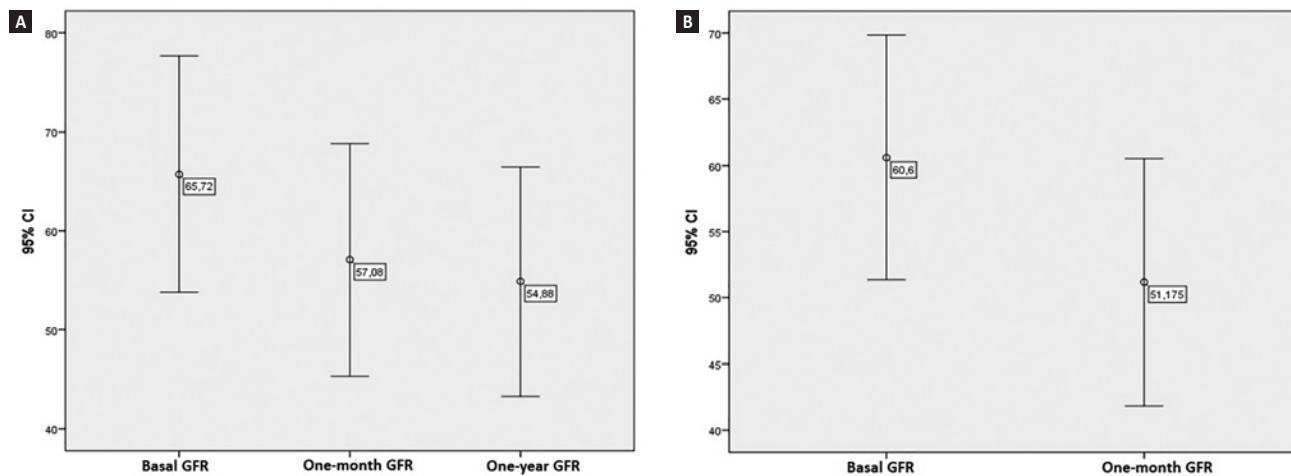 A
95% CI
80
70
60
50
40
65,72
57,08
54,88
Basal GFR
One-month GFR
One-year GFR
B
95% CI
70
65
60
55
50
45
40
60,6
51,175
Basal GFR
One-month GFR